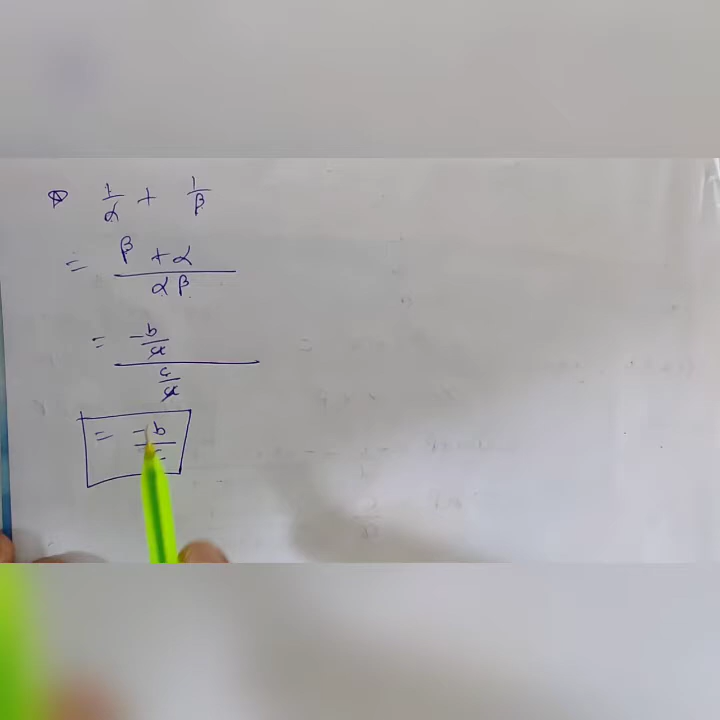 1/α + 1/β
= β + α / αβ
= -b/a / c/a
= -b/c